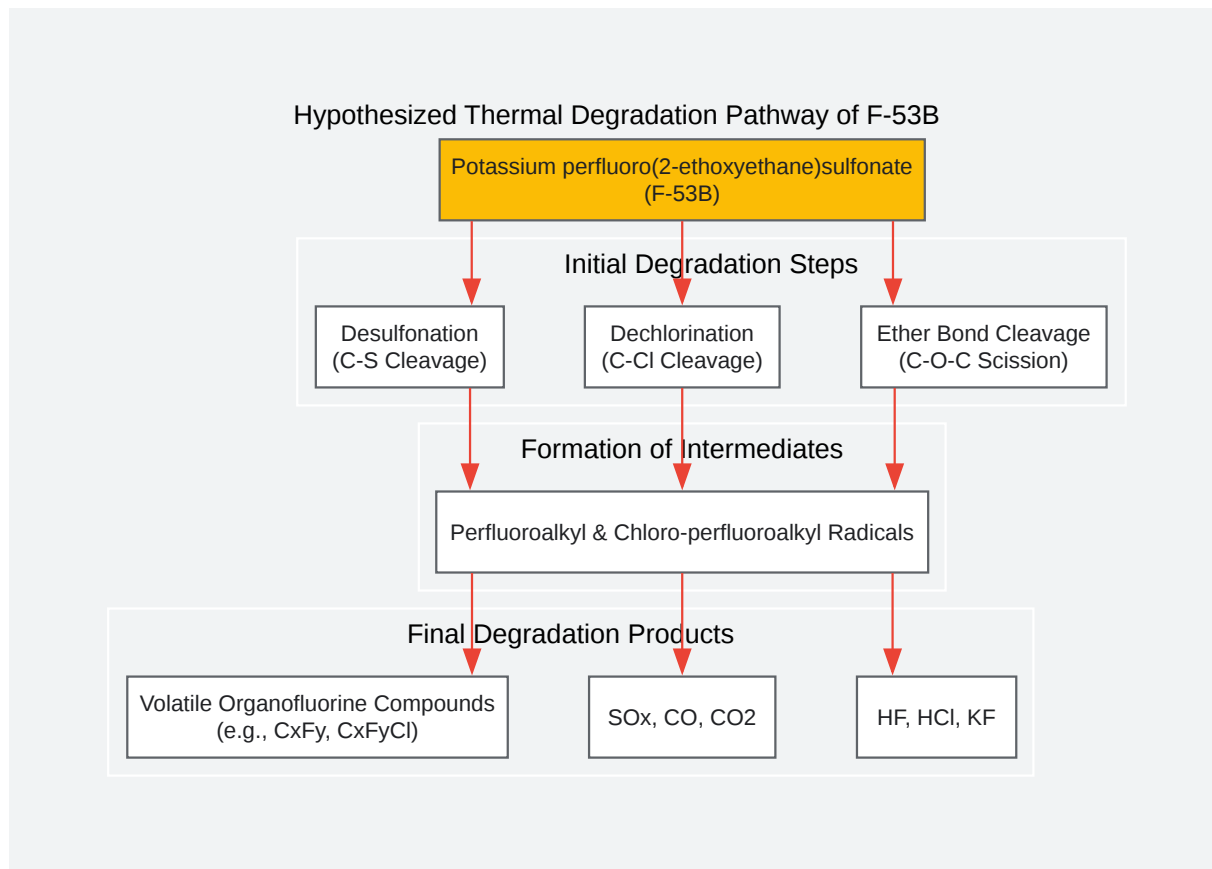 Hypothesized Thermal Degradation Pathway of F-53B
Potassium perfluoro(2-ethoxyethane)sulfonate
(F-53B)
Initial Degradation Steps
Desulfonation
(C-S Cleavage)
Dechlorination
(C-Cl Cleavage)
Ether Bond Cleavage
(C-O-C Scission)
Formation of Intermediates
Perfluoroalkyl & Chloro-perfluoroalkyl Radicals
Final Degradation Products
Volatile Organofluorine Compounds
(e.g., CxFy, CxFyCl)
SOx, CO, CO2
HF, HCl, KF